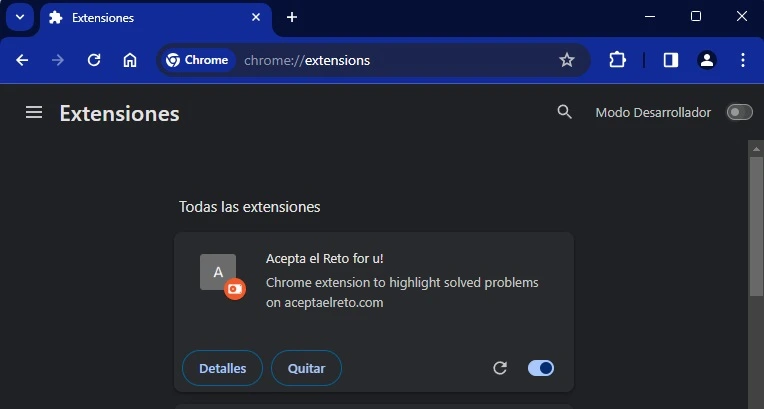 Extensiones
Chrome chrome://extensions
Extensiones Modo Desarrollador
Todas las extensiones
A
Acepta el Reto for u!
Chrome extension to highlight solved problems
on aceptaelreto.com
Detalles Quitar